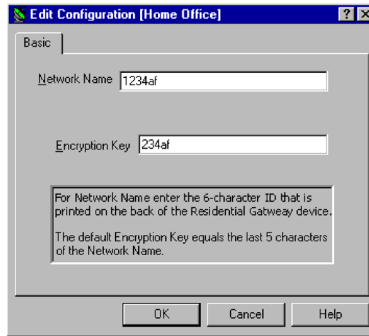 Edit Configuration [Home Office]
Basic
Network Name 1234af
Encryption Key 234af
For Network Name enter the 6-character ID that is
printed on the back of the Residential Gatweay device.
The default Encryption Key equals the last 5 characters
of the Network Name.
OK Cancel Help